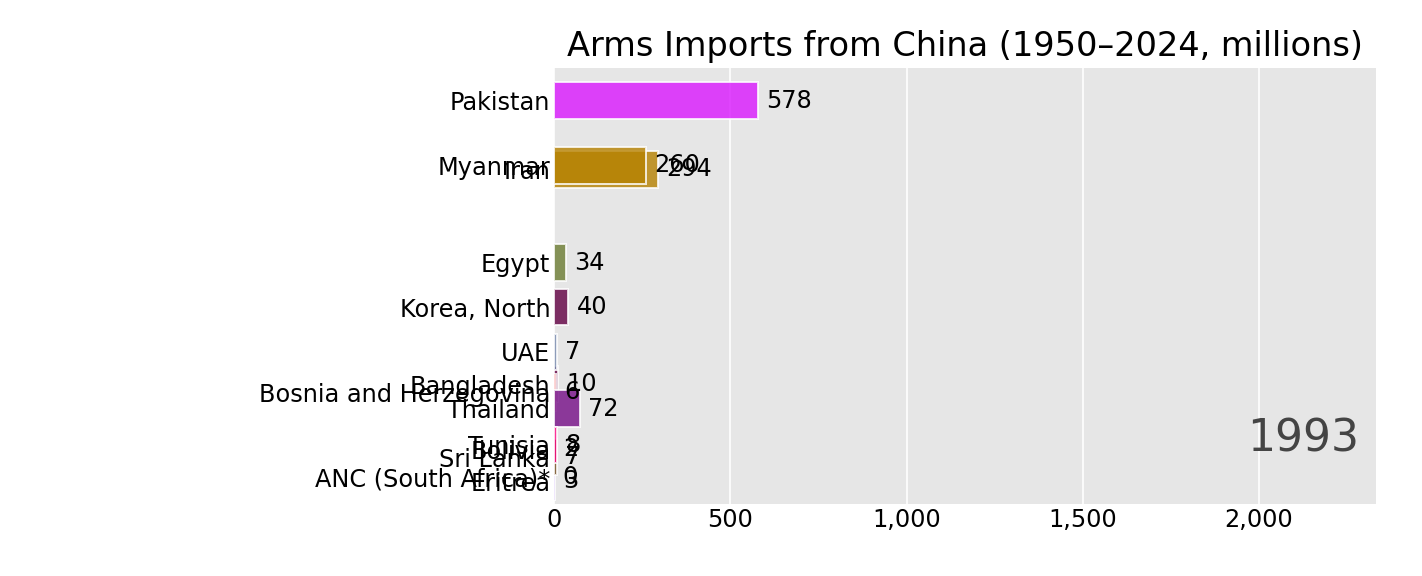 Arms Imports from China (1950–2024, millions)
Pakistan 578
Myanmar 260
Iran 294
Egypt 34
Korea, North 40
UAE 7
Bangladesh 10
Bosnia and Herzegovina 6
Thailand 72
Tunisia 8
Bolivia
Sri Lanka 7
ANC (South Africa)* 0
Eritrea 3
1993
0 500 1,000 1,500 2,000